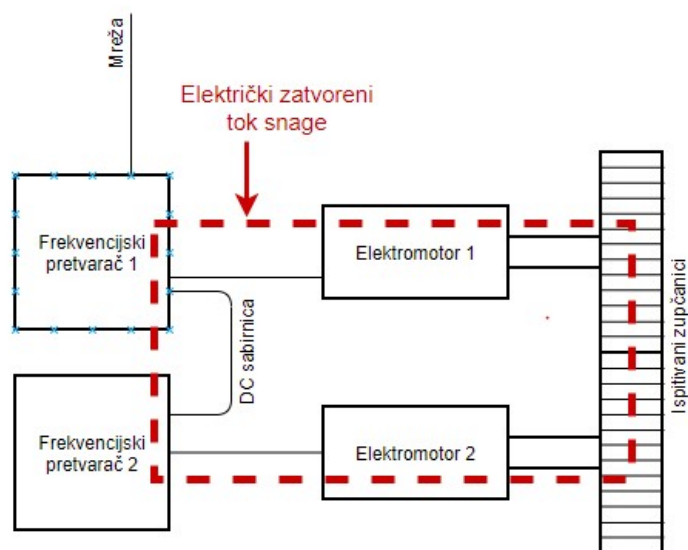 Mreža
Električki zatvoreni
tok snage
Frekvencijski
pretvarač 1
Elektromotor 1
DC sabirnica
Ispitivani zupčanici
Frekvencijski
pretvarač 2
Elektromotor 2